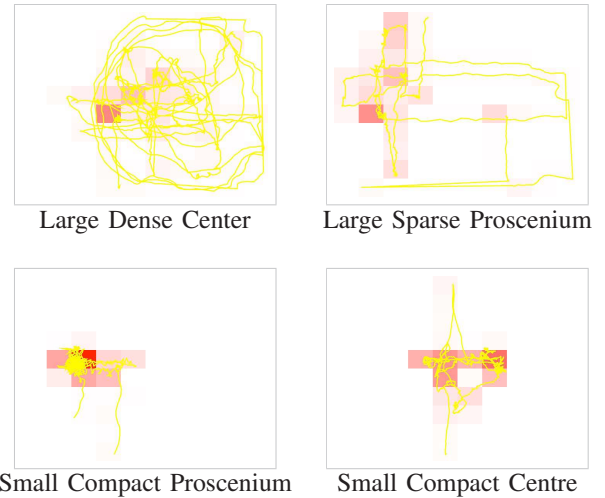 Large Dense Center
Large Sparse Proscenium
Small Compact Proscenium
Small Compact Centre